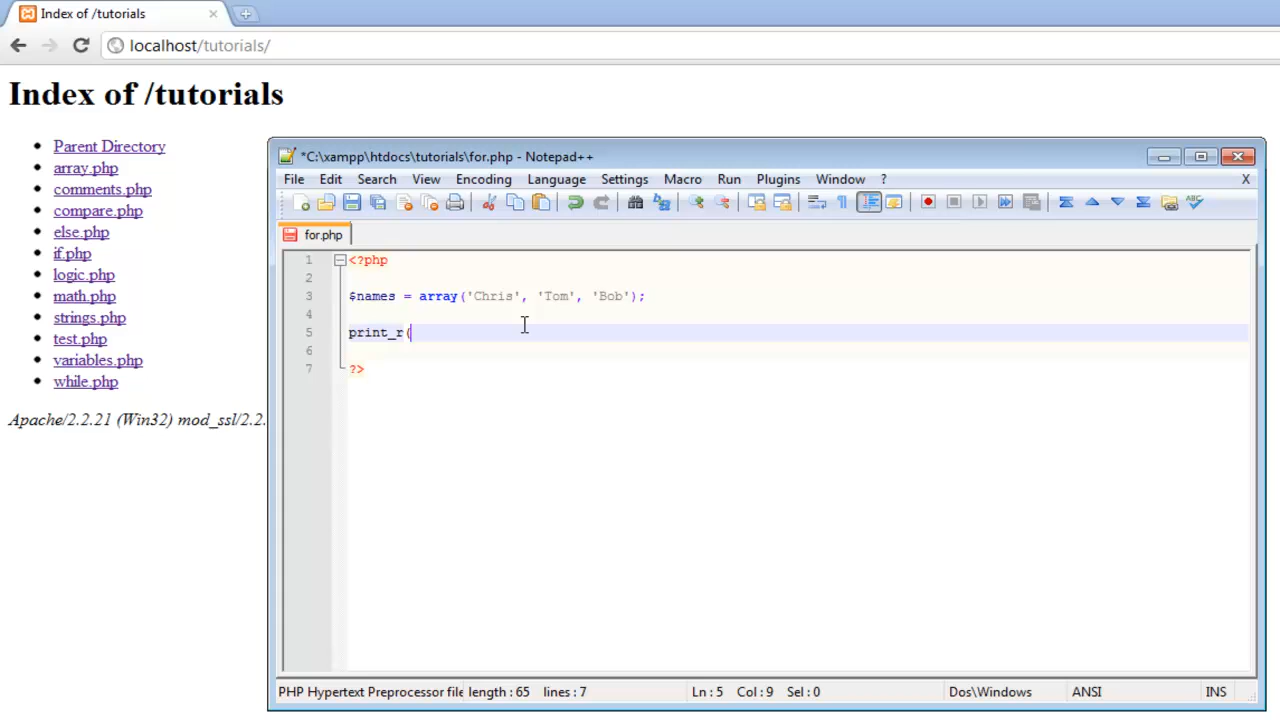 Index of /tutorials
localhost/tutorials/
Index of /tutorials
Parent Directory
array.php
comments.php
compare.php
else.php
if.php
logic.php
math.php
strings.php
test.php
variables.php
while.php
Apache/2.2.21 (Win32) mod_ssl/2.2.
*C:\xampp\htdocs\tutorials\for.php - Notepad++
File Edit Search View Encoding Language Settings Macro Run Plugins Window ? X
for.php
1 <?php
2
3 $names = array('Chris', 'Tom', 'Bob');
4
5 print_r(
6
7 ?>
PHP Hypertext Preprocessor file length : 65 lines : 7 Ln : 5 Col : 9 Sel : 0 Dos\Windows ANSI INS